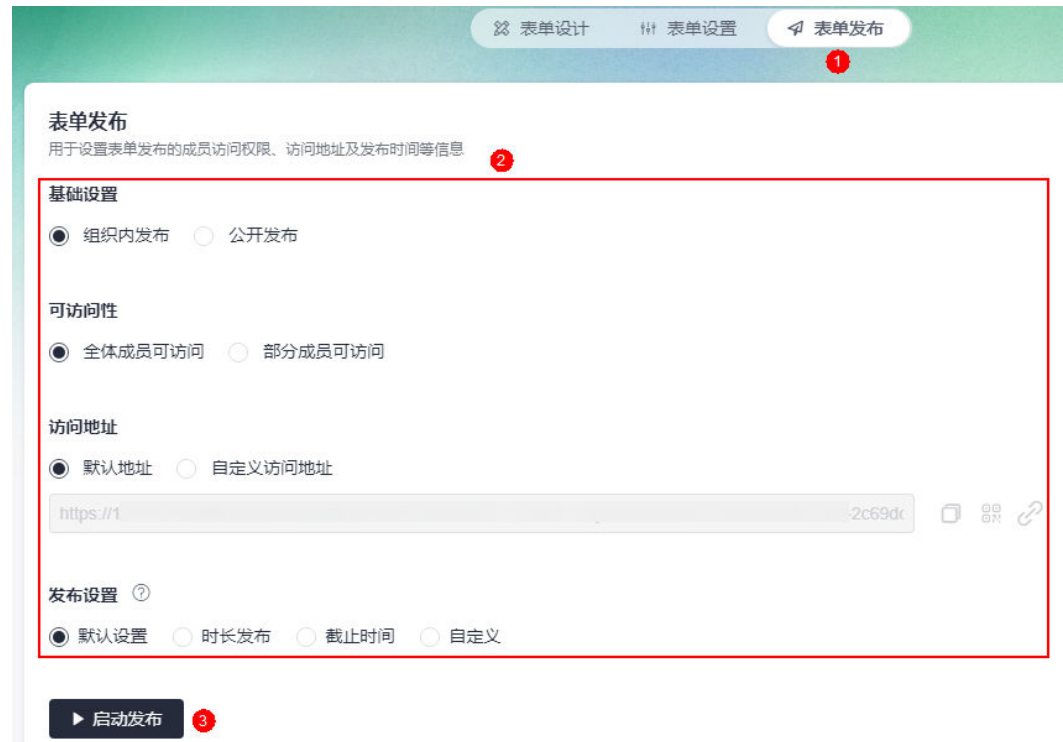 表单设计 表单设置 表单发布
1
表单发布
用于设置表单发布的成员访问权限、访问地址及发布时间等信息
2
基础设置
组织内发布 公开发布
可访问性
全体成员可访问 部分成员可访问
访问地址
默认地址 自定义访问地址
https://1 -2c69d
发布设置 ?
默认设置 时长发布 截止时间 自定义
启动发布 3